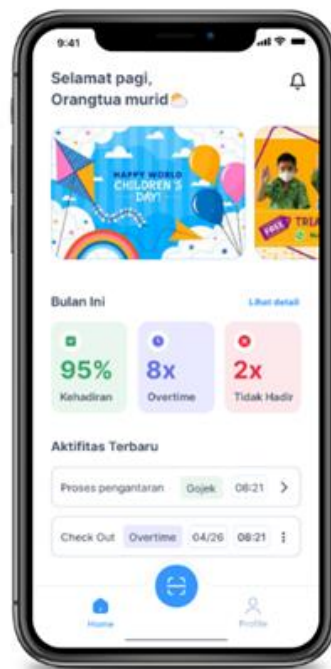 9:41
Selamat pagi,
Orangtua murid
HAPPY WORLD
CHILDREN'S
DAY!
FREE TRIA
Bulan Ini Lihat detail
95% 8x 2x
Kehadiran Overtime Tidak Hadir
Aktifitas Terbaru
Proses pengantaran Gojek 08:21
Check Out Overtime 04/26 08:21
Home Profile